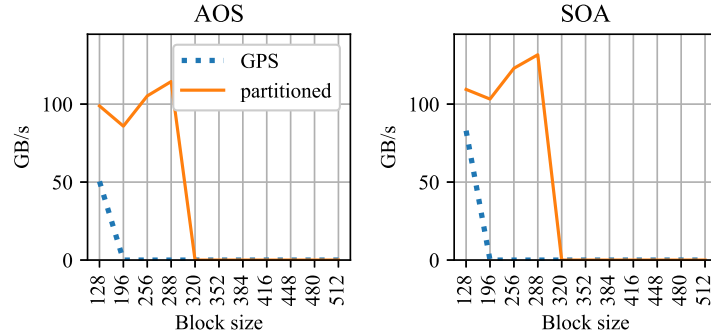 AOS
SOA
GPS
partitioned
GB/s
100
50
0
128 196 256 288 320 352 384 416 448 480 512
Block size
GB/s
100
50
0
128 196 256 288 320 352 384 416 448 480 512
Block size